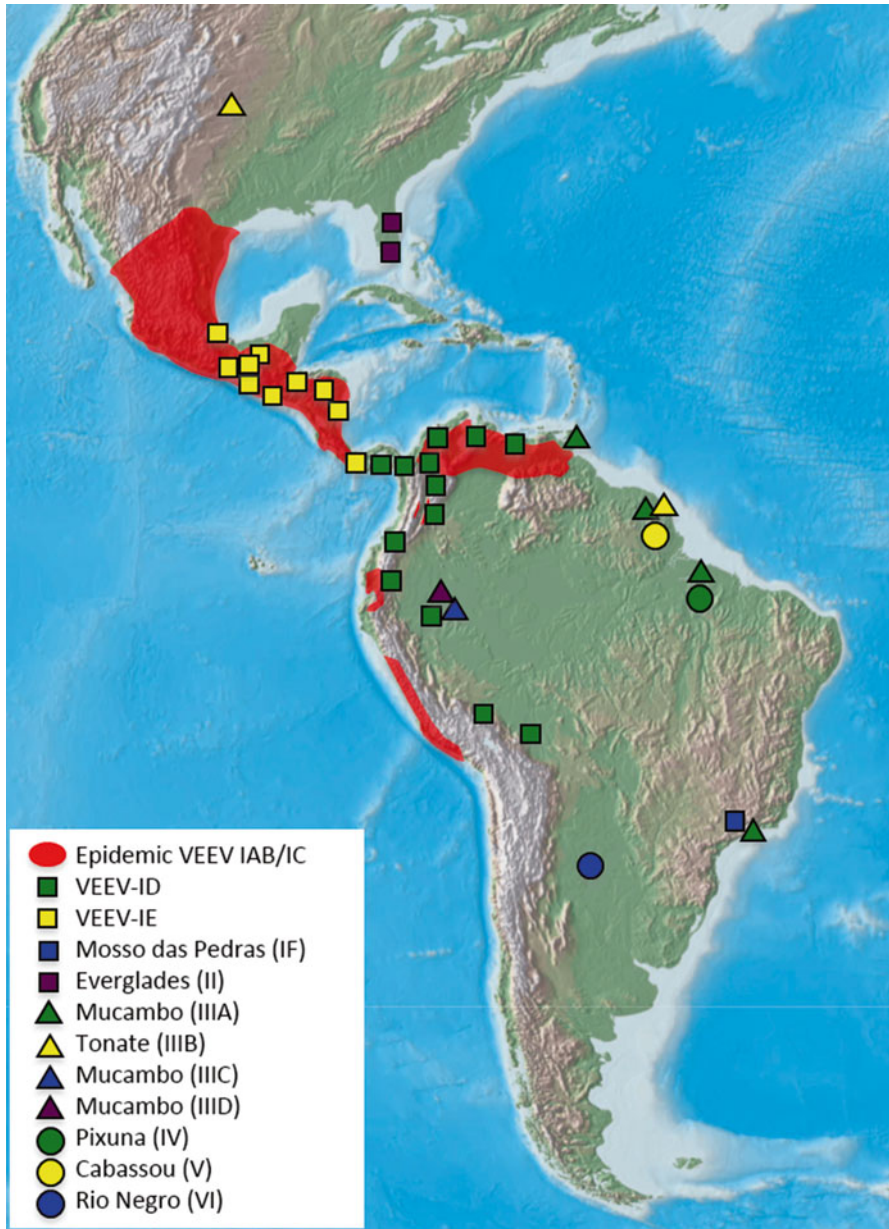 Epidemic VEEV IAB/IC
VEEV-ID
VEEV-IE
Mosso das Pedras (IF)
Everglades (II)
Mucambo (IIIA)
Tonate (IIIB)
Mucambo (IIIC)
Mucambo (IIID)
Pixuna (IV)
Cabassou (V)
Rio Negro (VI)